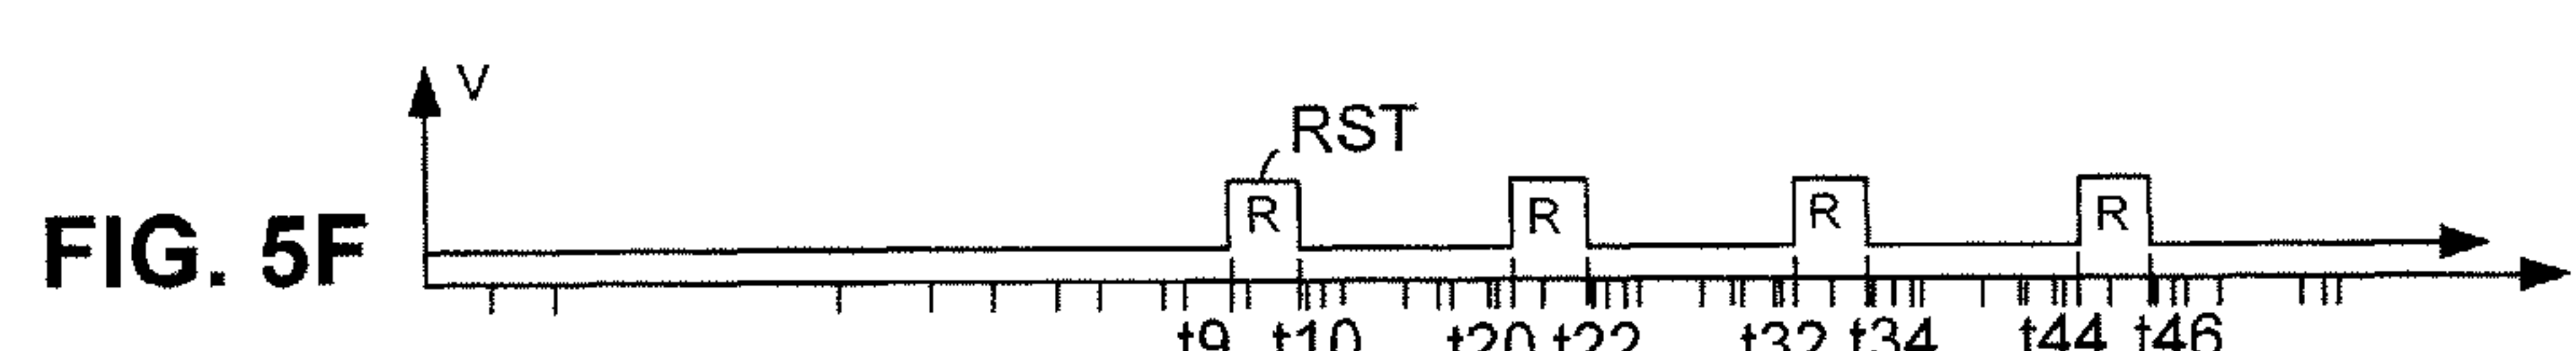 V
RST
R R R R
FIG. 5F
t9 t10 t20 t22 t32 t34 t44 t46